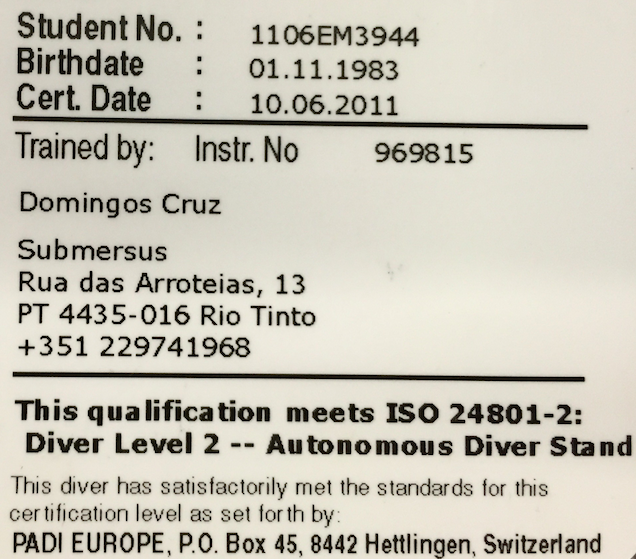 Student No. : 1106EM3944
Birthdate : 01.11.1983
Cert. Date : 10.06.2011
Trained by: Instr. No 969815
Domingos Cruz
Submersus
Rua das Arroteias, 13
PT 4435-016 Rio Tinto
+351 229741968
This qualification meets ISO 24801-2:
Diver Level 2 -- Autonomous Diver Stand
This diver has satisfactorily met the standards for this
certification level as set forth by:
PADI EUROPE, P.O. Box 45, 8442 Hettlingen, Switzerland